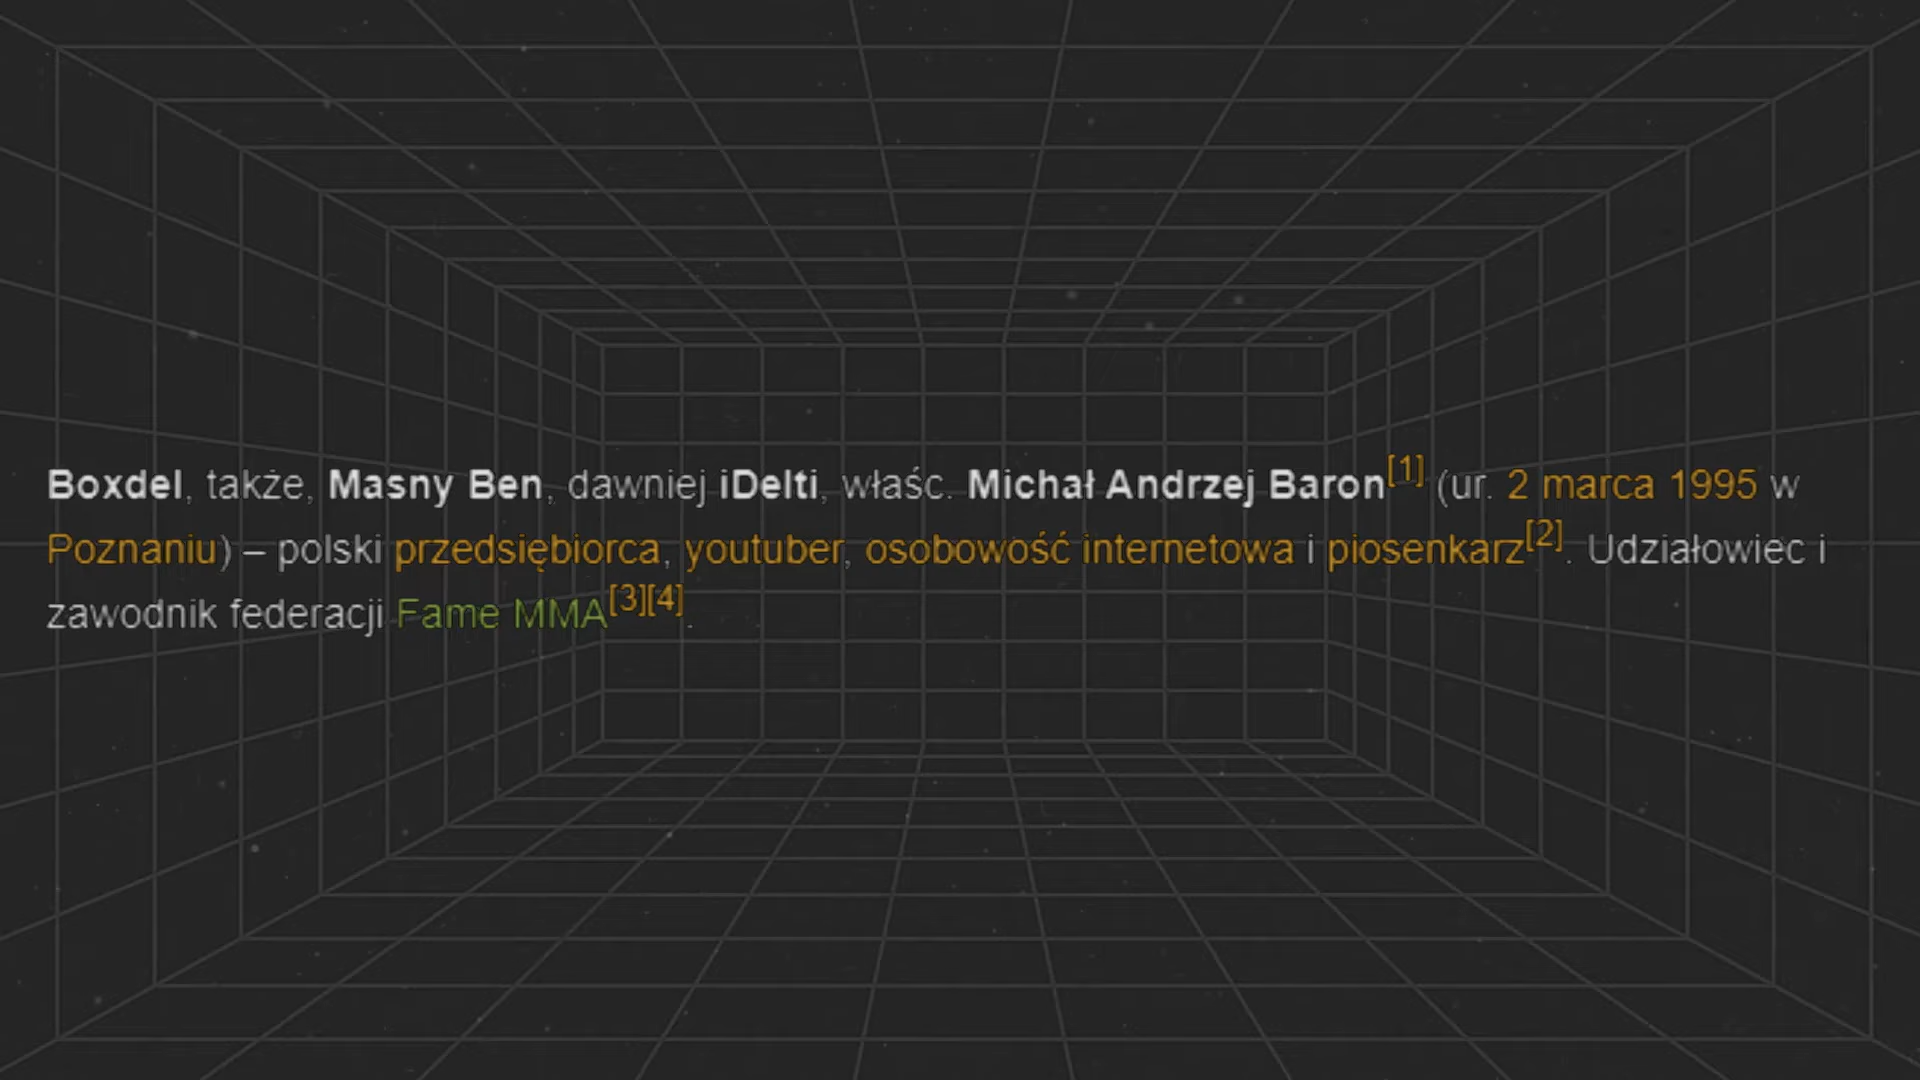 Boxdel, także, Masny Ben, dawniej iDelti, właśc. Michał Andrzej Baron[1] (ur. 2 marca 1995 w
Poznaniu) – polski przedsiębiorca, youtuber, osobowość internetowa i piosenkarz[2]. Udziałowiec i
zawodnik federacji Fame MMA[3][4].